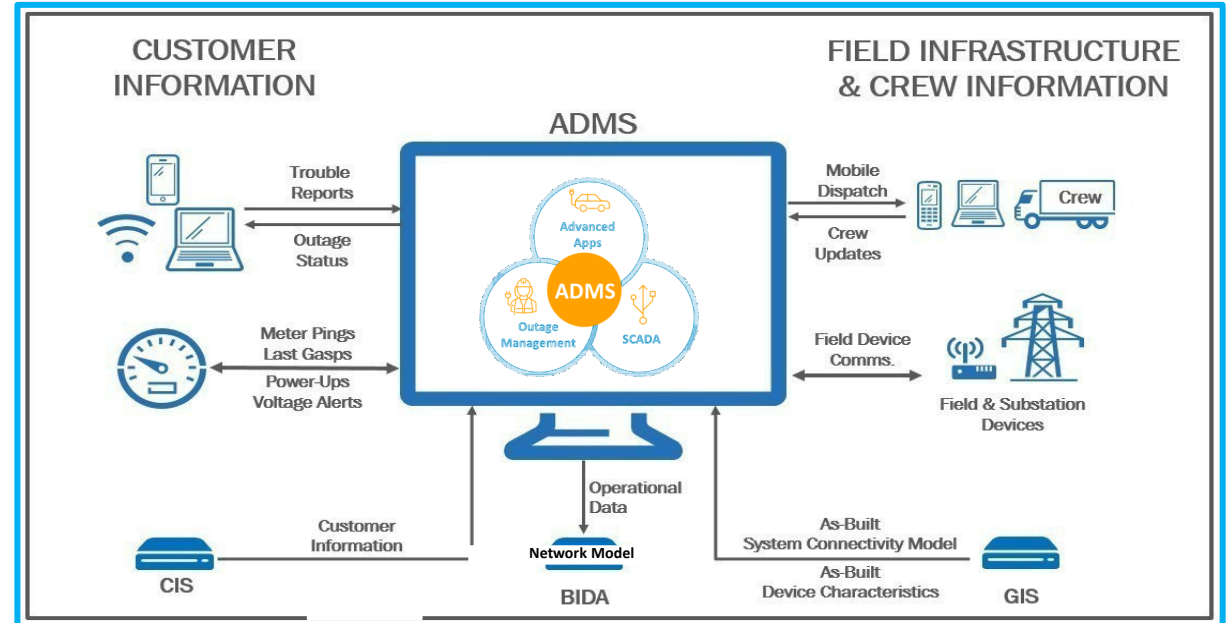 CUSTOMER
INFORMATION
FIELD INFRASTRUCTURE
& CREW INFORMATION
ADMS
Trouble
Reports
Outage
Status
Mobile
Dispatch
Crew
Updates
Crew
Advanced
Apps
ADMS
Outage
Management
SCADA
Meter Pings
Last Gasps
Power-Ups
Voltage Alerts
Field Device
Comms.
Field & Substation
Devices
Operational
Data
Customer
Information
CIS
Network Model
BIDA
As-Built
System Connectivity Model
As-Built
Device Characteristics
GIS